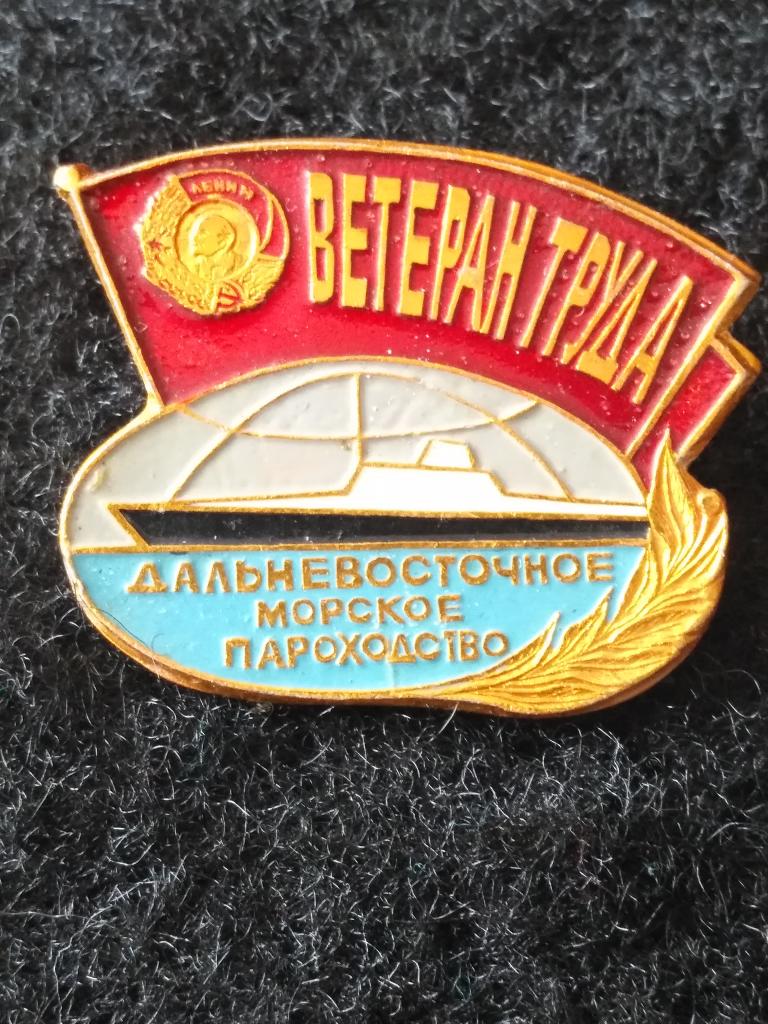 ЛЕНИН
ВЕТЕРАН ТРУДА
ДАЛЬНЕВОСТОЧНОЕ
МОРСКОЕ
ПАРОХОДСТВО